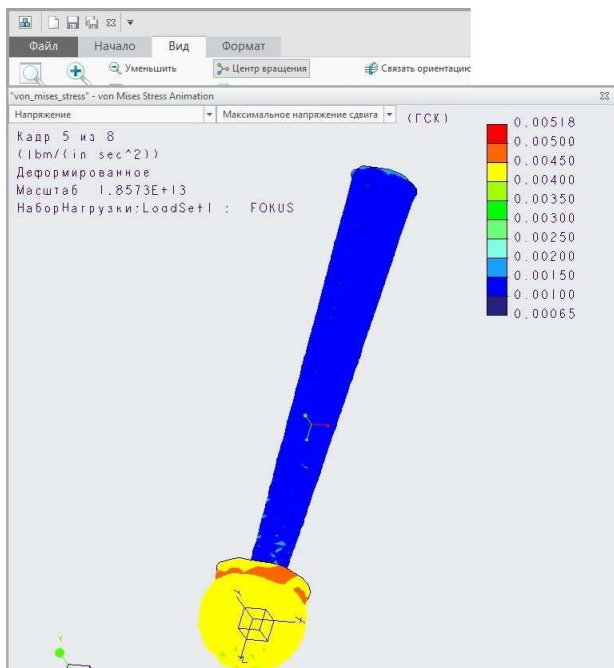 Файл Начало Вид Формат
Уменьшить Центр вращения Связать ориентацию
"von_mises_stress" - von Mises Stress Animation
Напряжение Максимальное напряжение сдвига (ГСК)
Кадр 5 из 8
(lbm/(in sec^2))
Деформированное
Масштаб 1.8573E+13
НаборНагрузки:LoadSet1 : FOKUS
0.00518
0.00500
0.00450
0.00400
0.00350
0.00300
0.00250
0.00200
0.00150
0.00100
0.00065